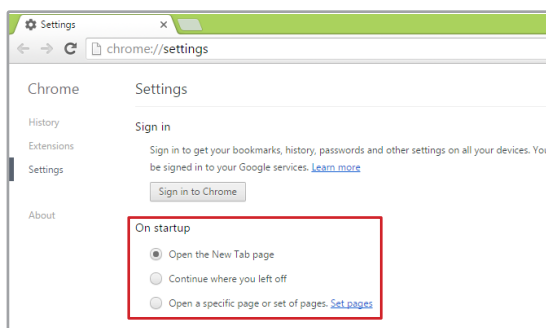 Settings
chrome://settings
Chrome
Settings
History
Extensions
Settings
About
Sign in
Sign in to get your bookmarks, history, passwords and other settings on all your devices. You
be signed in to your Google services. Learn more
Sign in to Chrome
On startup
Open the New Tab page
Continue where you left off
Open a specific page or set of pages. Set pages